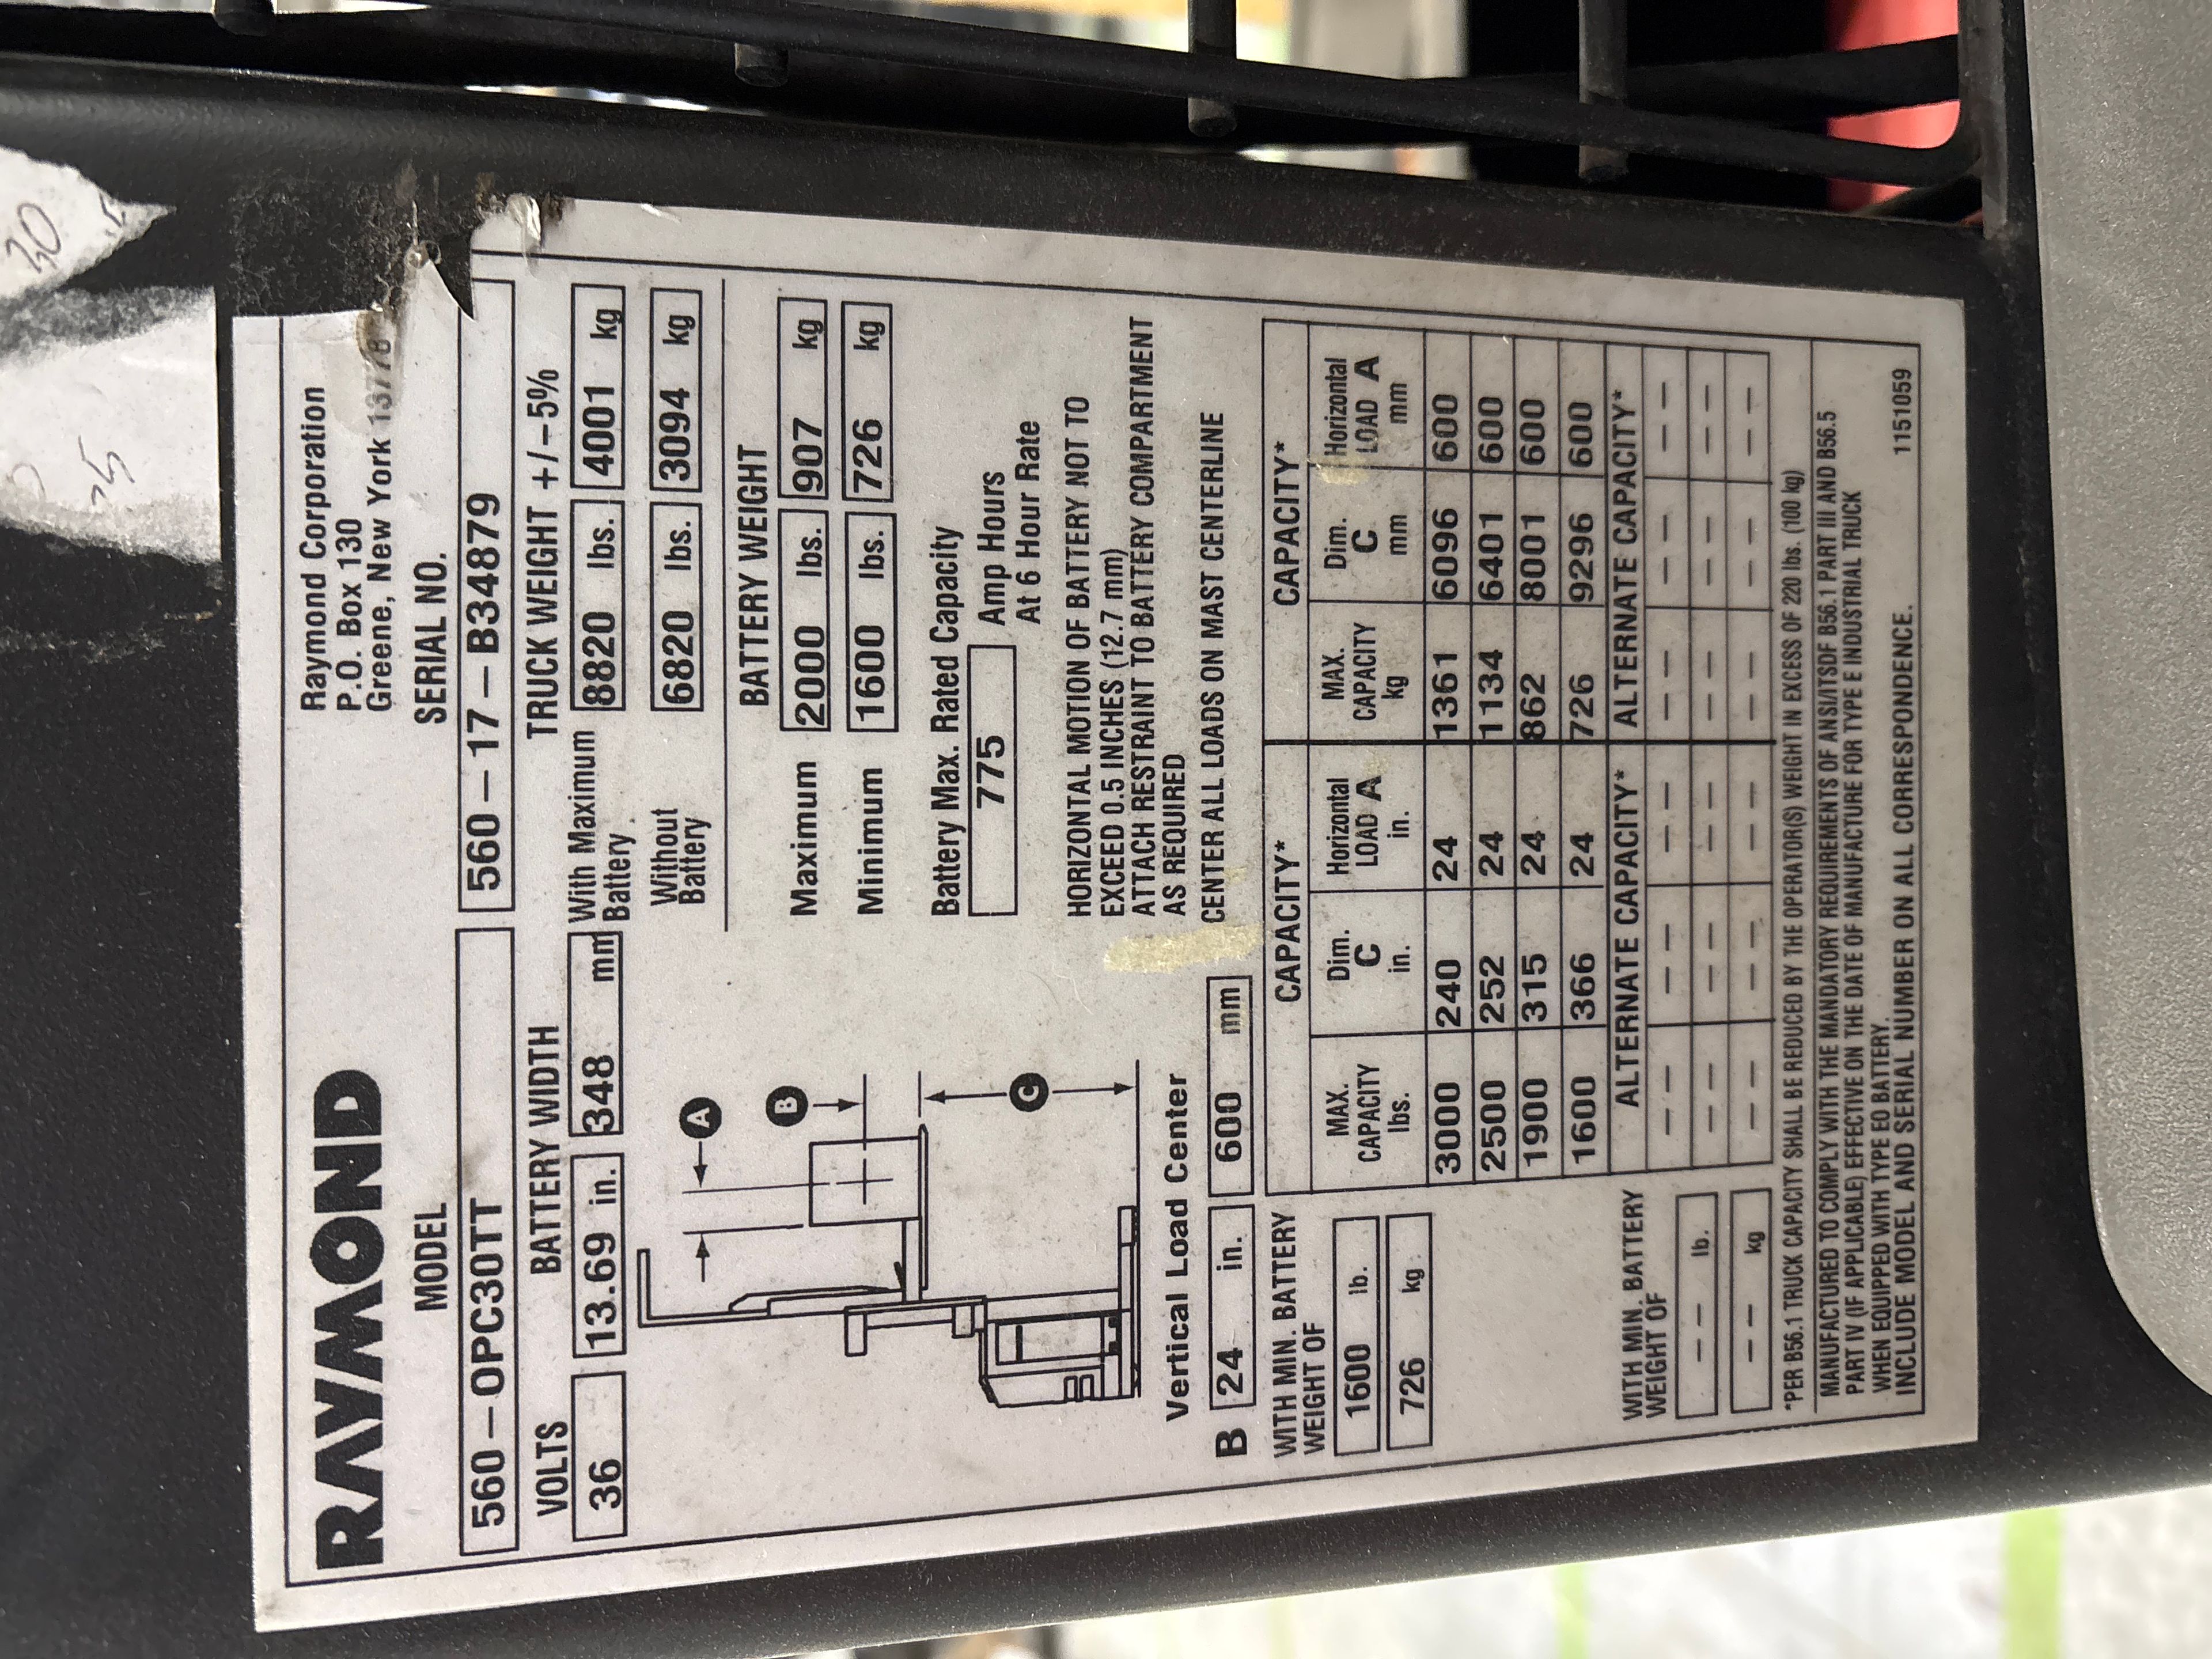 RAYMOND
Raymond Corporation
P.O. Box 130
Greene, New York 13778
MODEL
SERIAL NO.
560-OPC30TT
560-17-B34879
VOLTS
BATTERY WIDTH
TRUCK WEIGHT +/-5%
36
13.69 in.
348 mm
With Maximum
Battery
8820 lbs.
4001 kg
Without
Battery
6820 lbs.
3094 kg
BATTERY WEIGHT
Maximum
2000 lbs.
907 kg
Minimum
1600 lbs.
726 kg
Battery Max. Rated Capacity
775
Amp Hours
At 6 Hour Rate
HORIZONTAL MOTION OF BATTERY NOT TO
EXCEED 0.5 INCHES (12.7 mm)
ATTACH RESTRAINT TO BATTERY COMPARTMENT
AS REQUIRED
CENTER ALL LOADS ON MAST CENTERLINE
A
B
C
Vertical Load Center
B 24 in. 600 mm
WITH MIN. BATTERY
WEIGHT OF
1600 lb.
726 kg
CAPACITY*
CAPACITY*
MAX. CAPACITY lbs. Dim. C in. Horizontal LOAD A in. MAX. CAPACITY kg Dim. C mm Horizontal LOAD A mm
3000 240 24 1361 6096 600
2500 252 24 1134 6401 600
1900 315 24 862 8001 600
1600 366 24 726 9296 600
ALTERNATE CAPACITY*
ALTERNATE CAPACITY*
WITH MIN. BATTERY
WEIGHT OF
-- lb.
-- kg
-- -- -- -- -- --
-- -- -- -- -- --
-- -- -- -- -- --
*PER B56.1 TRUCK CAPACITY SHALL BE REDUCED BY THE OPERATOR(S) WEIGHT IN EXCESS OF 220 lbs. (100 kg)
MANUFACTURED TO COMPLY WITH THE MANDATORY REQUIREMENTS OF ANSI/ITSDF B56.1 PART III AND B56.5
PART IV (IF APPLICABLE) EFFECTIVE ON THE DATE OF MANUFACTURE FOR TYPE E INDUSTRIAL TRUCK
WHEN EQUIPPED WITH TYPE EO BATTERY.
INCLUDE MODEL AND SERIAL NUMBER ON ALL CORRESPONDENCE.
1151059
30